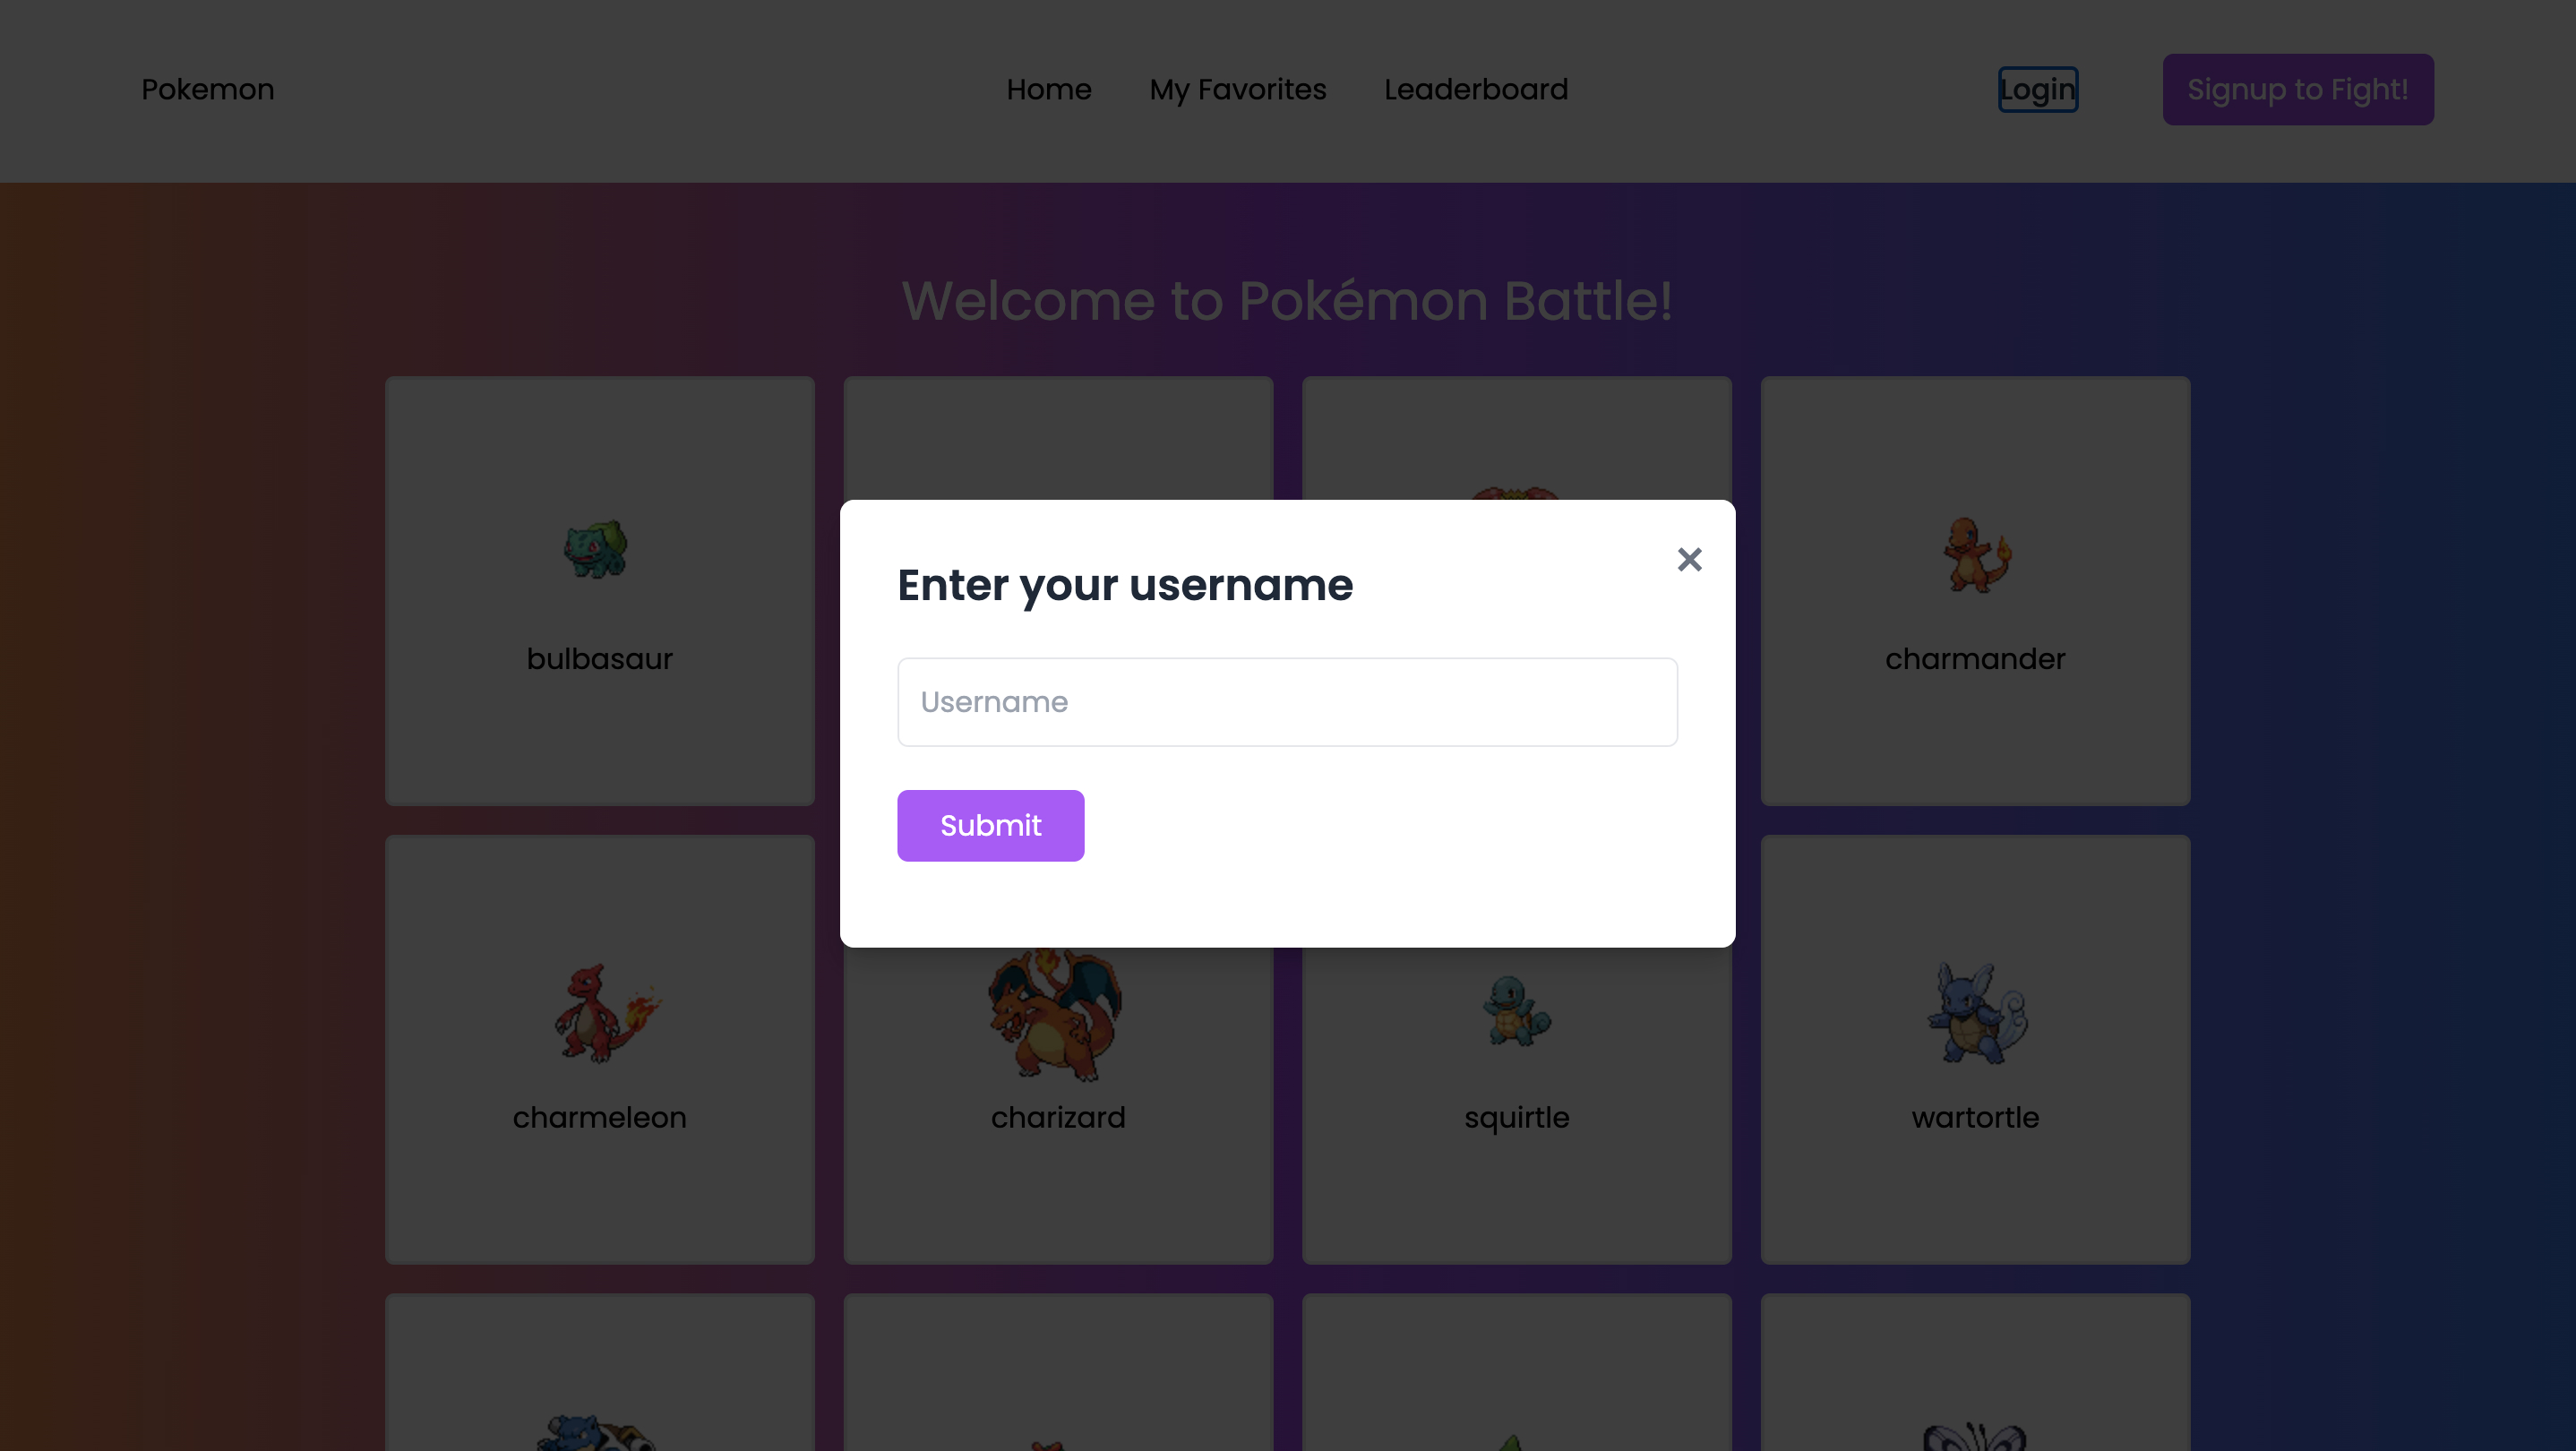 Pokemon
Home
My Favorites
Leaderboard
Login
Signup to Fight!
Welcome to Pokémon Battle!
Enter your username
Username
Submit
bulbasaur
charmander
charmeleon
charizard
squirtle
wartortle